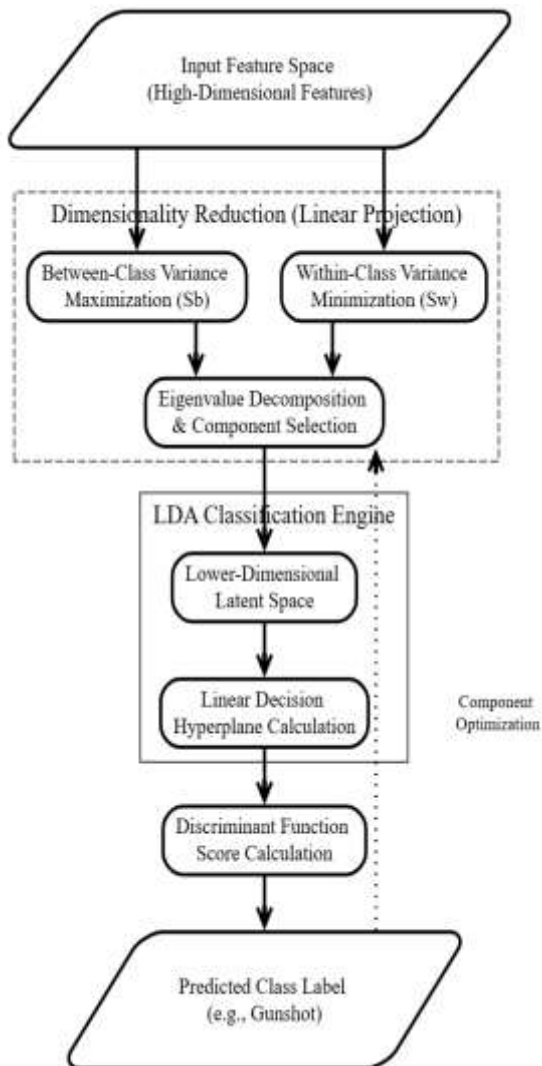 Input Feature Space
(High-Dimensional Features)
Dimensionality Reduction (Linear Projection)
Between-Class Variance
Maximization (Sb)
Within-Class Variance
Minimization (Sw)
Eigenvalue Decomposition
& Component Selection
LDA Classification Engine
Lower-Dimensional
Latent Space
Linear Decision
Hyperplane Calculation
Component
Optimization
Discriminant Function
Score Calculation
Predicted Class Label
(e.g., Gunshot)